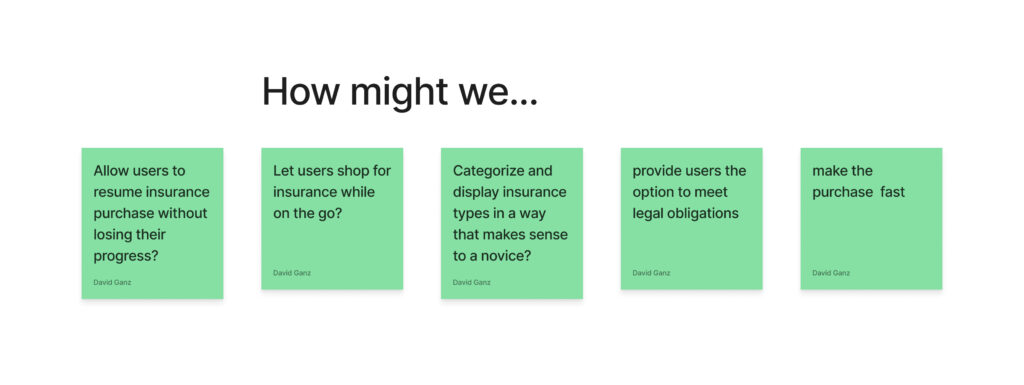 How might we...
Allow users to
resume insurance
purchase without
losing their
progress?
David Ganz
Let users shop for
insurance while
on the go?
David Ganz
Categorize and
display insurance
types in a way
that makes sense
to a novice?
David Ganz
provide users the
option to meet
legal obligations
David Ganz
make the
purchase  fast
David Ganz